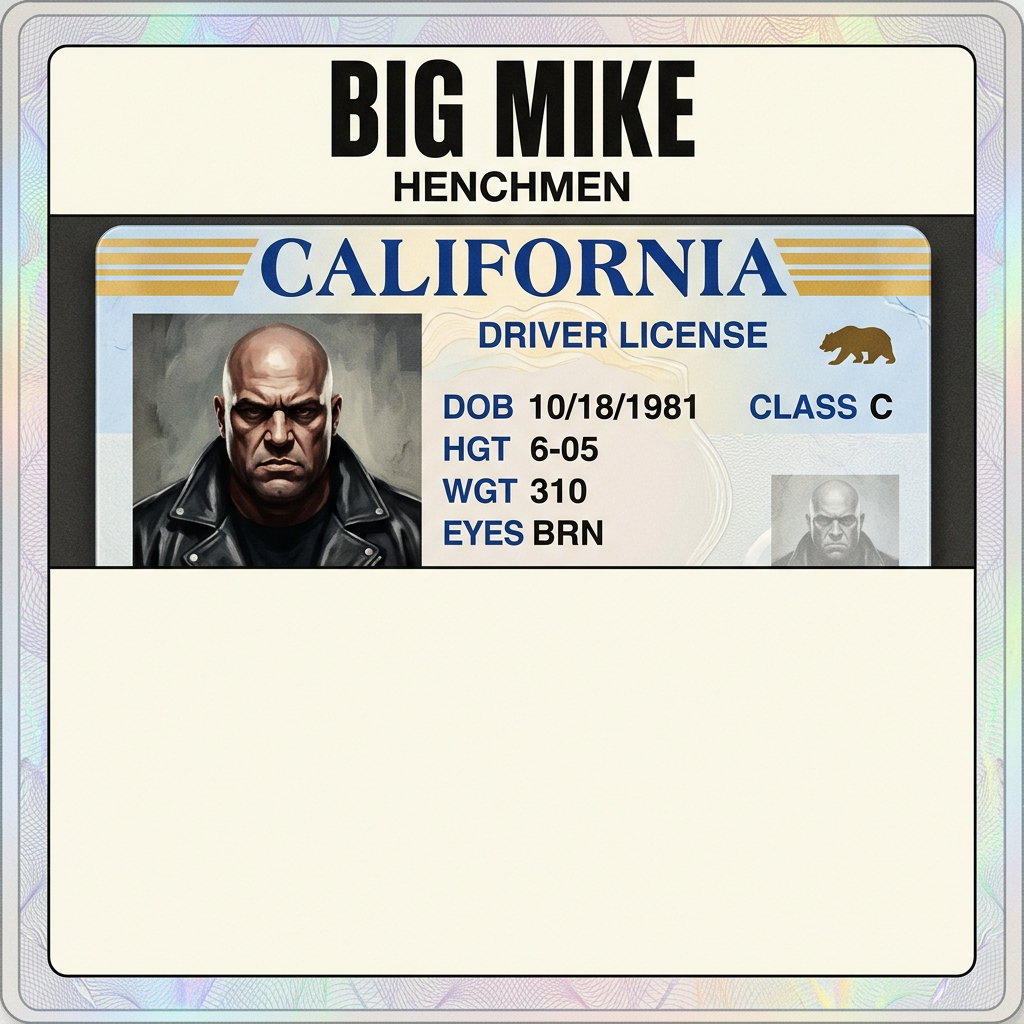 BIG MIKE
HENCHMEN
CALIFORNIA
DRIVER LICENSE
DOB 10/18/1981 CLASS C
HGT 6-05
WGT 310
EYES BRN